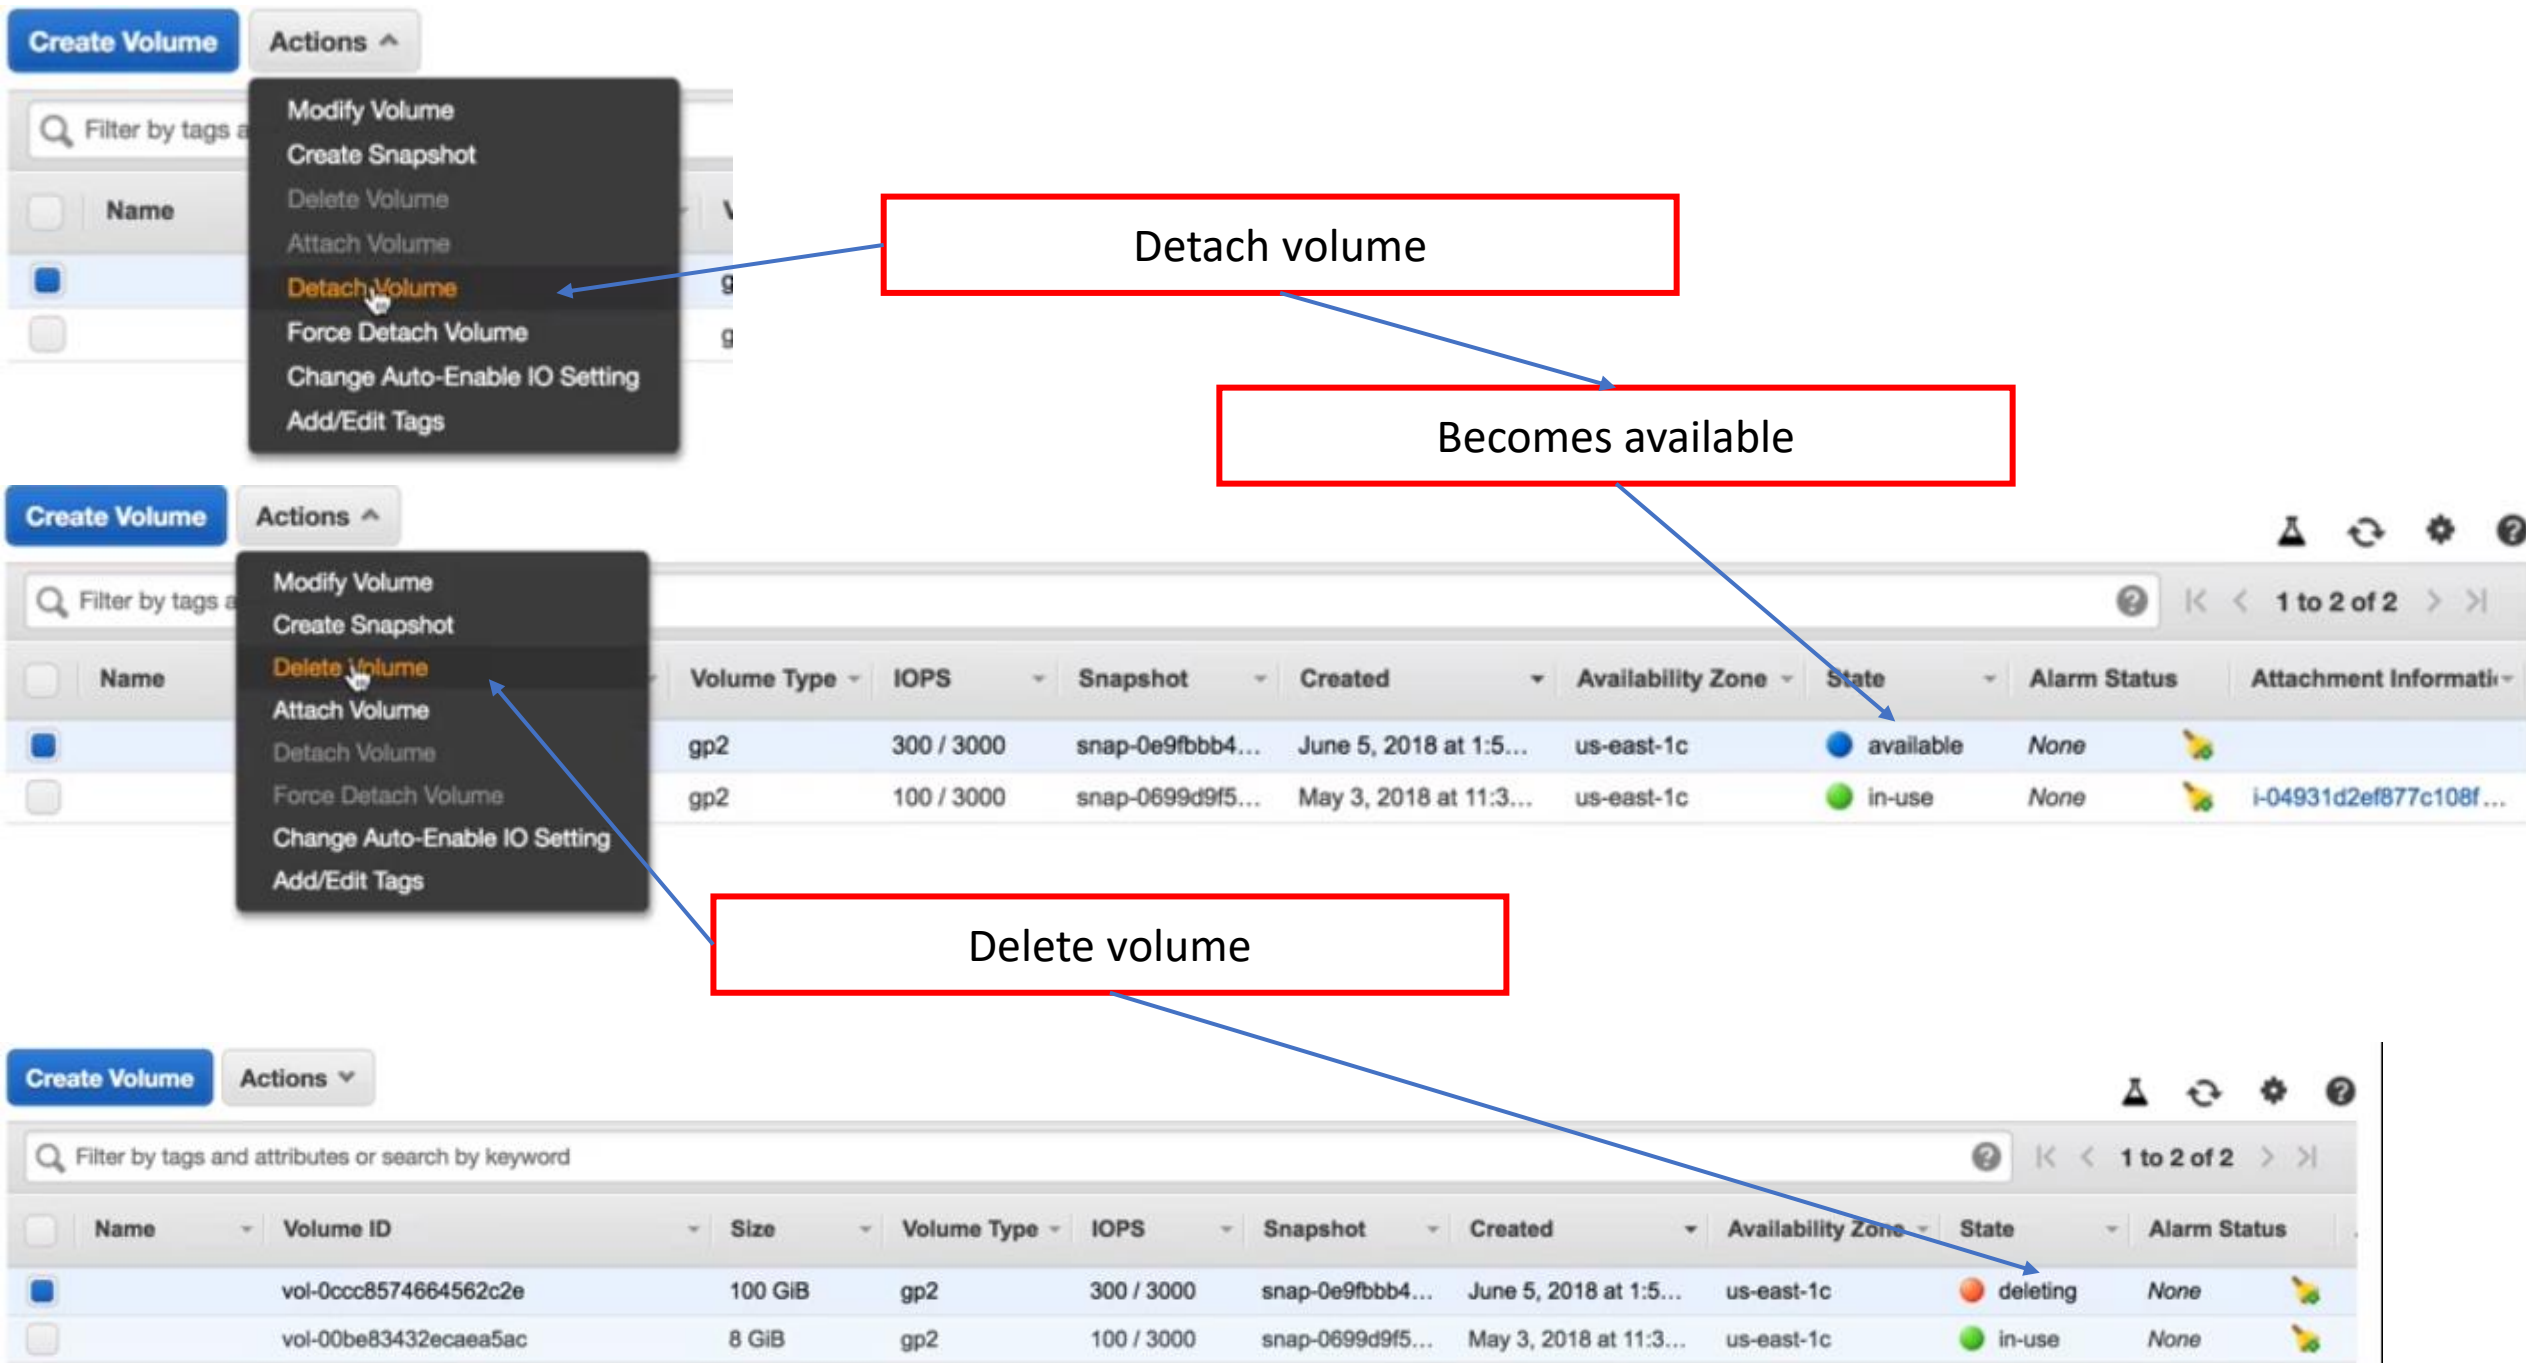 Create Volume Actions
Modify Volume
Filter by tags a
Create Snapshot
Delete Volume
Name
Attach Volume
Detach Volume
Force Detach Volume
Change Auto-Enable IO Setting
Add/Edit Tags
Detach volume
Becomes available
Create Volume Actions
Modify Volume
Filter by tags a 1 to 2 of 2
Create Snapshot
Delete Volume
Name Volume Type IOPS Snapshot Created Availability Zone State Alarm Status Attachment Informati
Attach Volume
gp2 300 / 3000 snap-0e9fbbb4... June 5, 2018 at 1:5... us-east-1c available None
Detach Volume
Force Detach Volume
gp2 100 / 3000 snap-0699d9f5... May 3, 2018 at 11:3... us-east-1c in-use None i-04931d2ef877c108f...
Change Auto-Enable IO Setting
Add/Edit Tags
Delete volume
Create Volume Actions
Filter by tags and attributes or search by keyword 1 to 2 of 2
Name Volume ID Size Volume Type IOPS Snapshot Created Availability Zone State Alarm Status
vol-0ccc8574664562c2e 100 GiB gp2 300 / 3000 snap-0e9fbbb4... June 5, 2018 at 1:5... us-east-1c deleting None
vol-00be83432ecaea5ac 8 GiB gp2 100 / 3000 snap-0699d9f5... May 3, 2018 at 11:3... us-east-1c in-use None